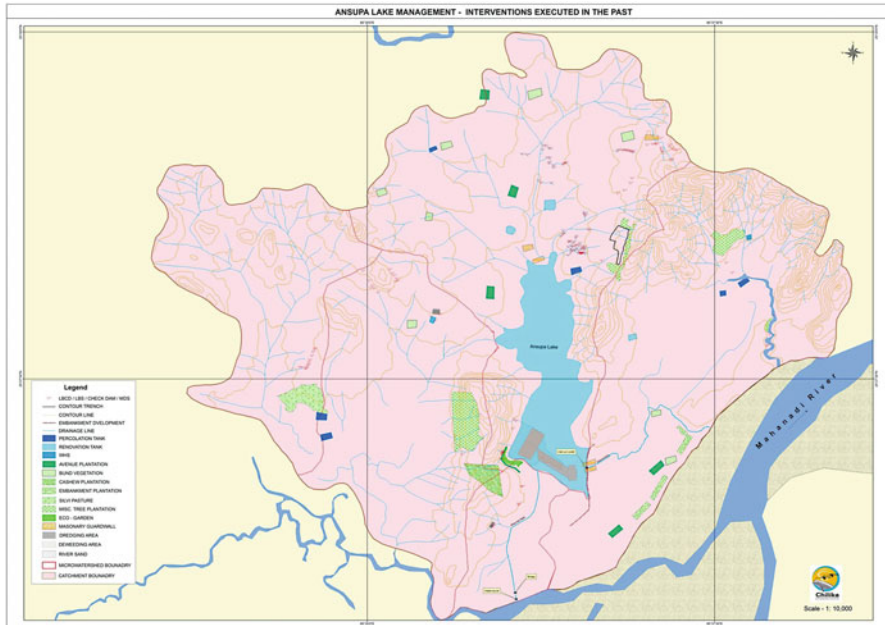 ANSUPA LAKE MANAGEMENT - INTERVENTIONS EXECUTED IN THE PAST
Ansupa Lake
Mahanadi River
Legend
LBCD / LBS / CHECK DAM / WDS
CONTOUR TRENCH
CONTOUR LINE
EMBANKMENT DVELOPMENT
DRAINAGE LINE
PERCOLATION TANK
RENOVATION TANK
WHS
AVENUE PLANTATION
BUND VEGETATION
CASHEW PLANTATION
EMBANKMENT PLANTATION
SILVI PASTURE
MISC. TREE PLANTATION
ECO - GARDEN
MASONARY GUARDWALL
DREDGING AREA
DEWEEDING AREA
RIVER SAND
MICROWATERSHED BOUNADRY
CATCHMENT BOUNADRY
Chilika
Scale - 1: 10,000